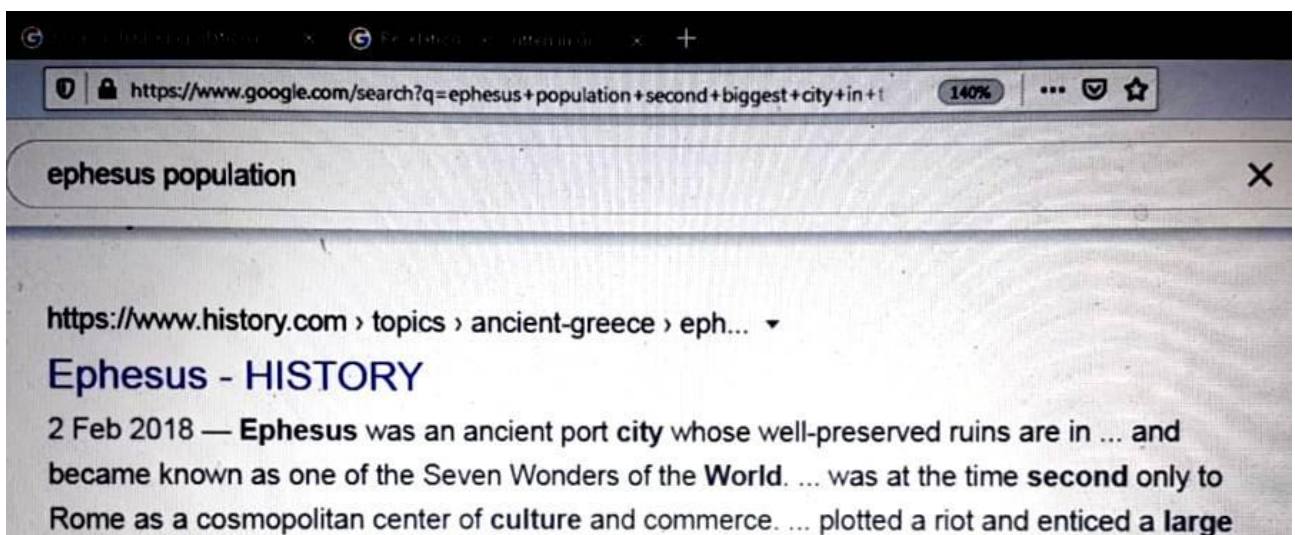 https://www.google.com/search?q=ephesus+population+second+biggest+city+in+t 140%
ephesus population
https://www.history.com › topics › ancient-greece › eph...
Ephesus - HISTORY
2 Feb 2018 — Ephesus was an ancient port city whose well-preserved ruins are in ... and
became known as one of the Seven Wonders of the World. ... was at the time second only to
Rome as a cosmopolitan center of culture and commerce. ... plotted a riot and enticed a large